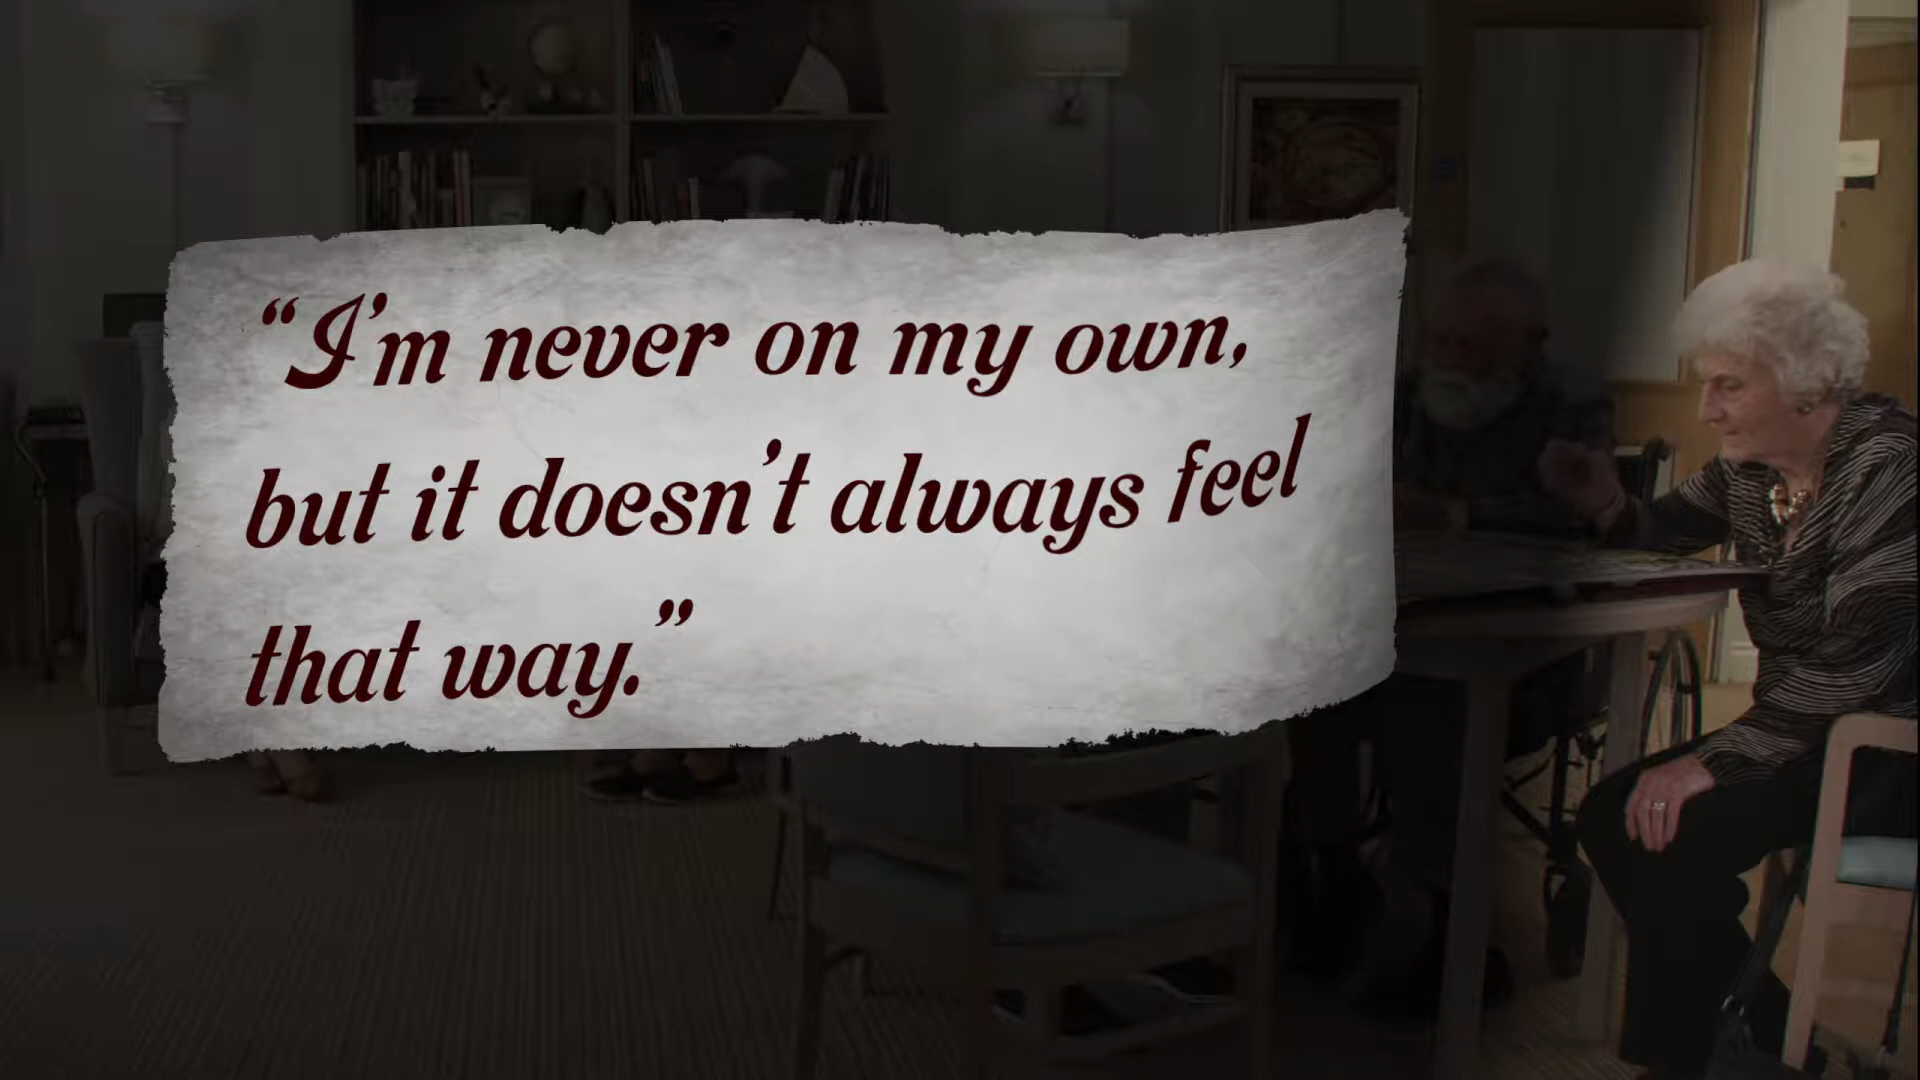 “I’m never on my own,
but it doesn’t always feel
that way.”